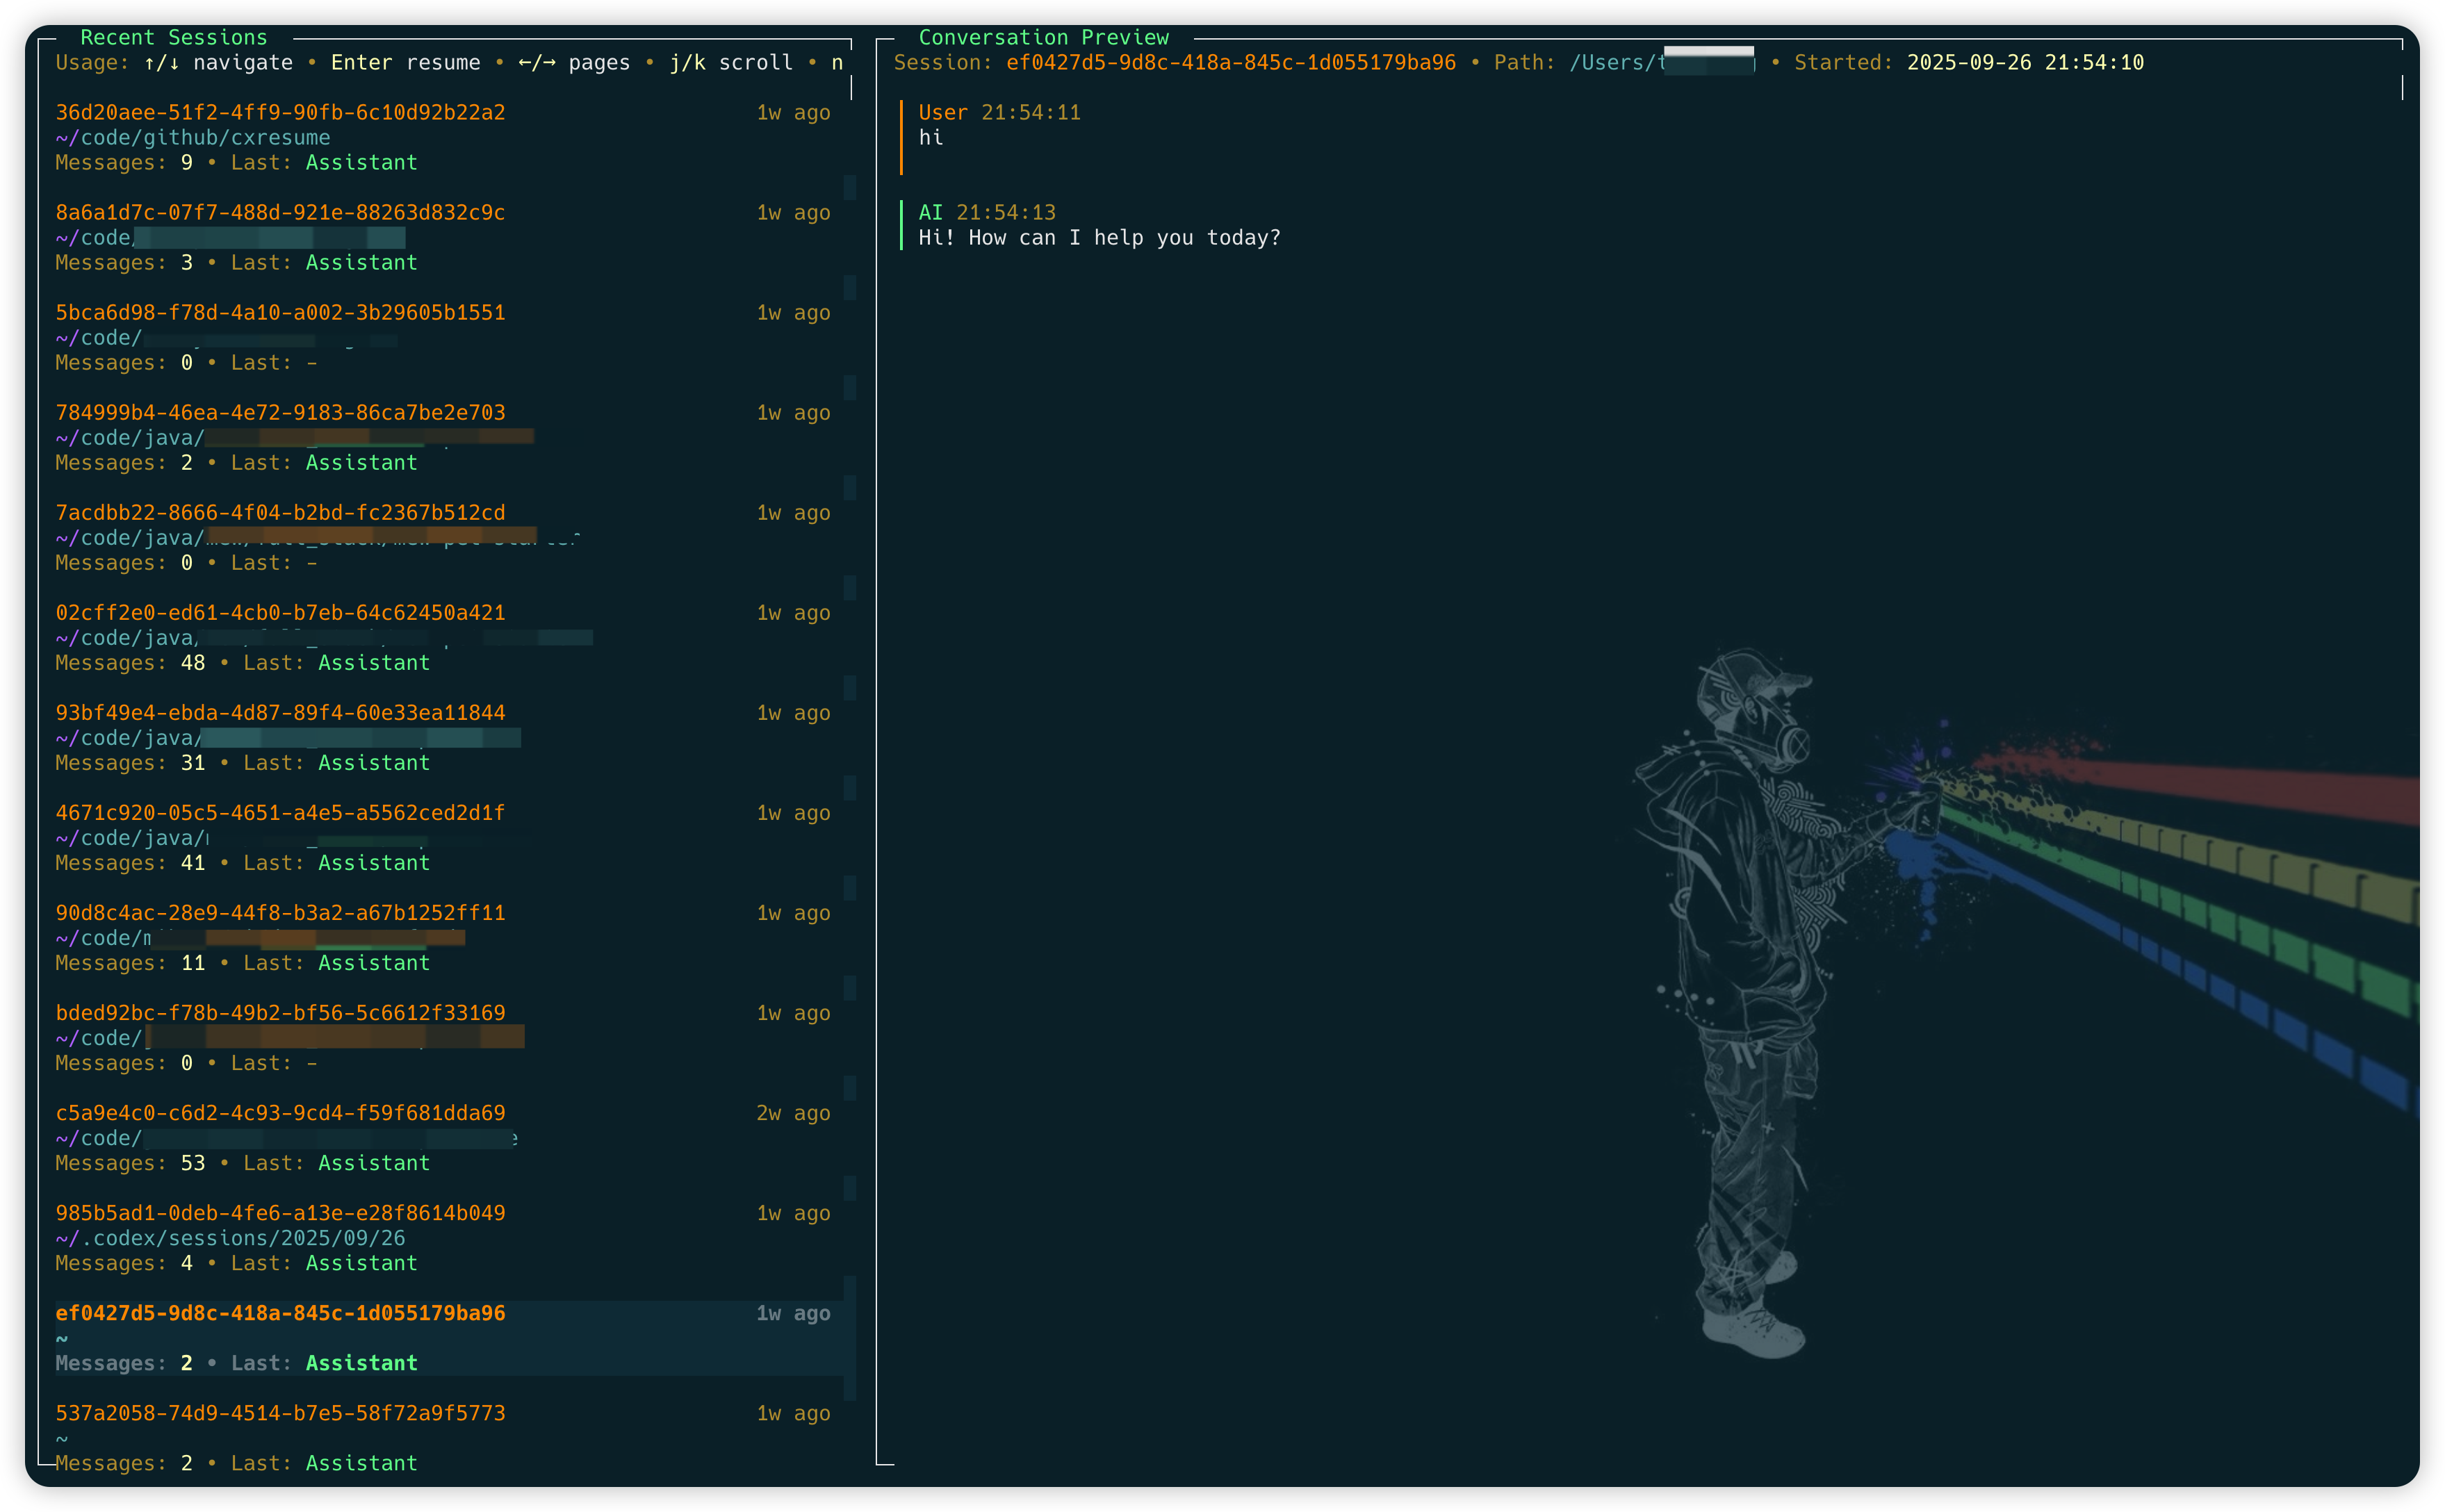 Recent Sessions
Usage: ↑/↓ navigate • Enter resume • ←/→ pages • j/k scroll • n
36d20aee-51f2-4ff9-90fb-6c10d92b22a2 1w ago
~/code/github/cxresume
Messages: 9 • Last: Assistant
8a6a1d7c-07f7-488d-921e-88263d832c9c 1w ago
~/code/
Messages: 3 • Last: Assistant
5bca6d98-f78d-4a10-a002-3b29605b1551 1w ago
~/code/
Messages: 0 • Last: -
784999b4-46ea-4e72-9183-86ca7be2e703 1w ago
~/code/java/
Messages: 2 • Last: Assistant
7acdbb22-8666-4f04-b2bd-fc2367b512cd 1w ago
~/code/java/
Messages: 0 • Last: -
02cff2e0-ed61-4cb0-b7eb-64c62450a421 1w ago
~/code/java/
Messages: 48 • Last: Assistant
93bf49e4-ebda-4d87-89f4-60e33ea11844 1w ago
~/code/java/
Messages: 31 • Last: Assistant
4671c920-05c5-4651-a4e5-a5562ced2d1f 1w ago
~/code/java/
Messages: 41 • Last: Assistant
90d8c4ac-28e9-44f8-b3a2-a67b1252ff11 1w ago
~/code/m
Messages: 11 • Last: Assistant
bded92bc-f78b-49b2-bf56-5c6612f33169 1w ago
~/code/
Messages: 0 • Last: -
c5a9e4c0-c6d2-4c93-9cd4-f59f681dda69 2w ago
~/code/
Messages: 53 • Last: Assistant
985b5ad1-0deb-4fe6-a13e-e28f8614b049 1w ago
~/.codex/sessions/2025/09/26
Messages: 4 • Last: Assistant
ef0427d5-9d8c-418a-845c-1d055179ba96 1w ago
~
Messages: 2 • Last: Assistant
537a2058-74d9-4514-b7e5-58f72a9f5773 1w ago
~
Messages: 2 • Last: Assistant
Conversation Preview
Session: ef0427d5-9d8c-418a-845c-1d055179ba96 • Path: /Users/t • Started: 2025-09-26 21:54:10
User 21:54:11
hi
AI 21:54:13
Hi! How can I help you today?